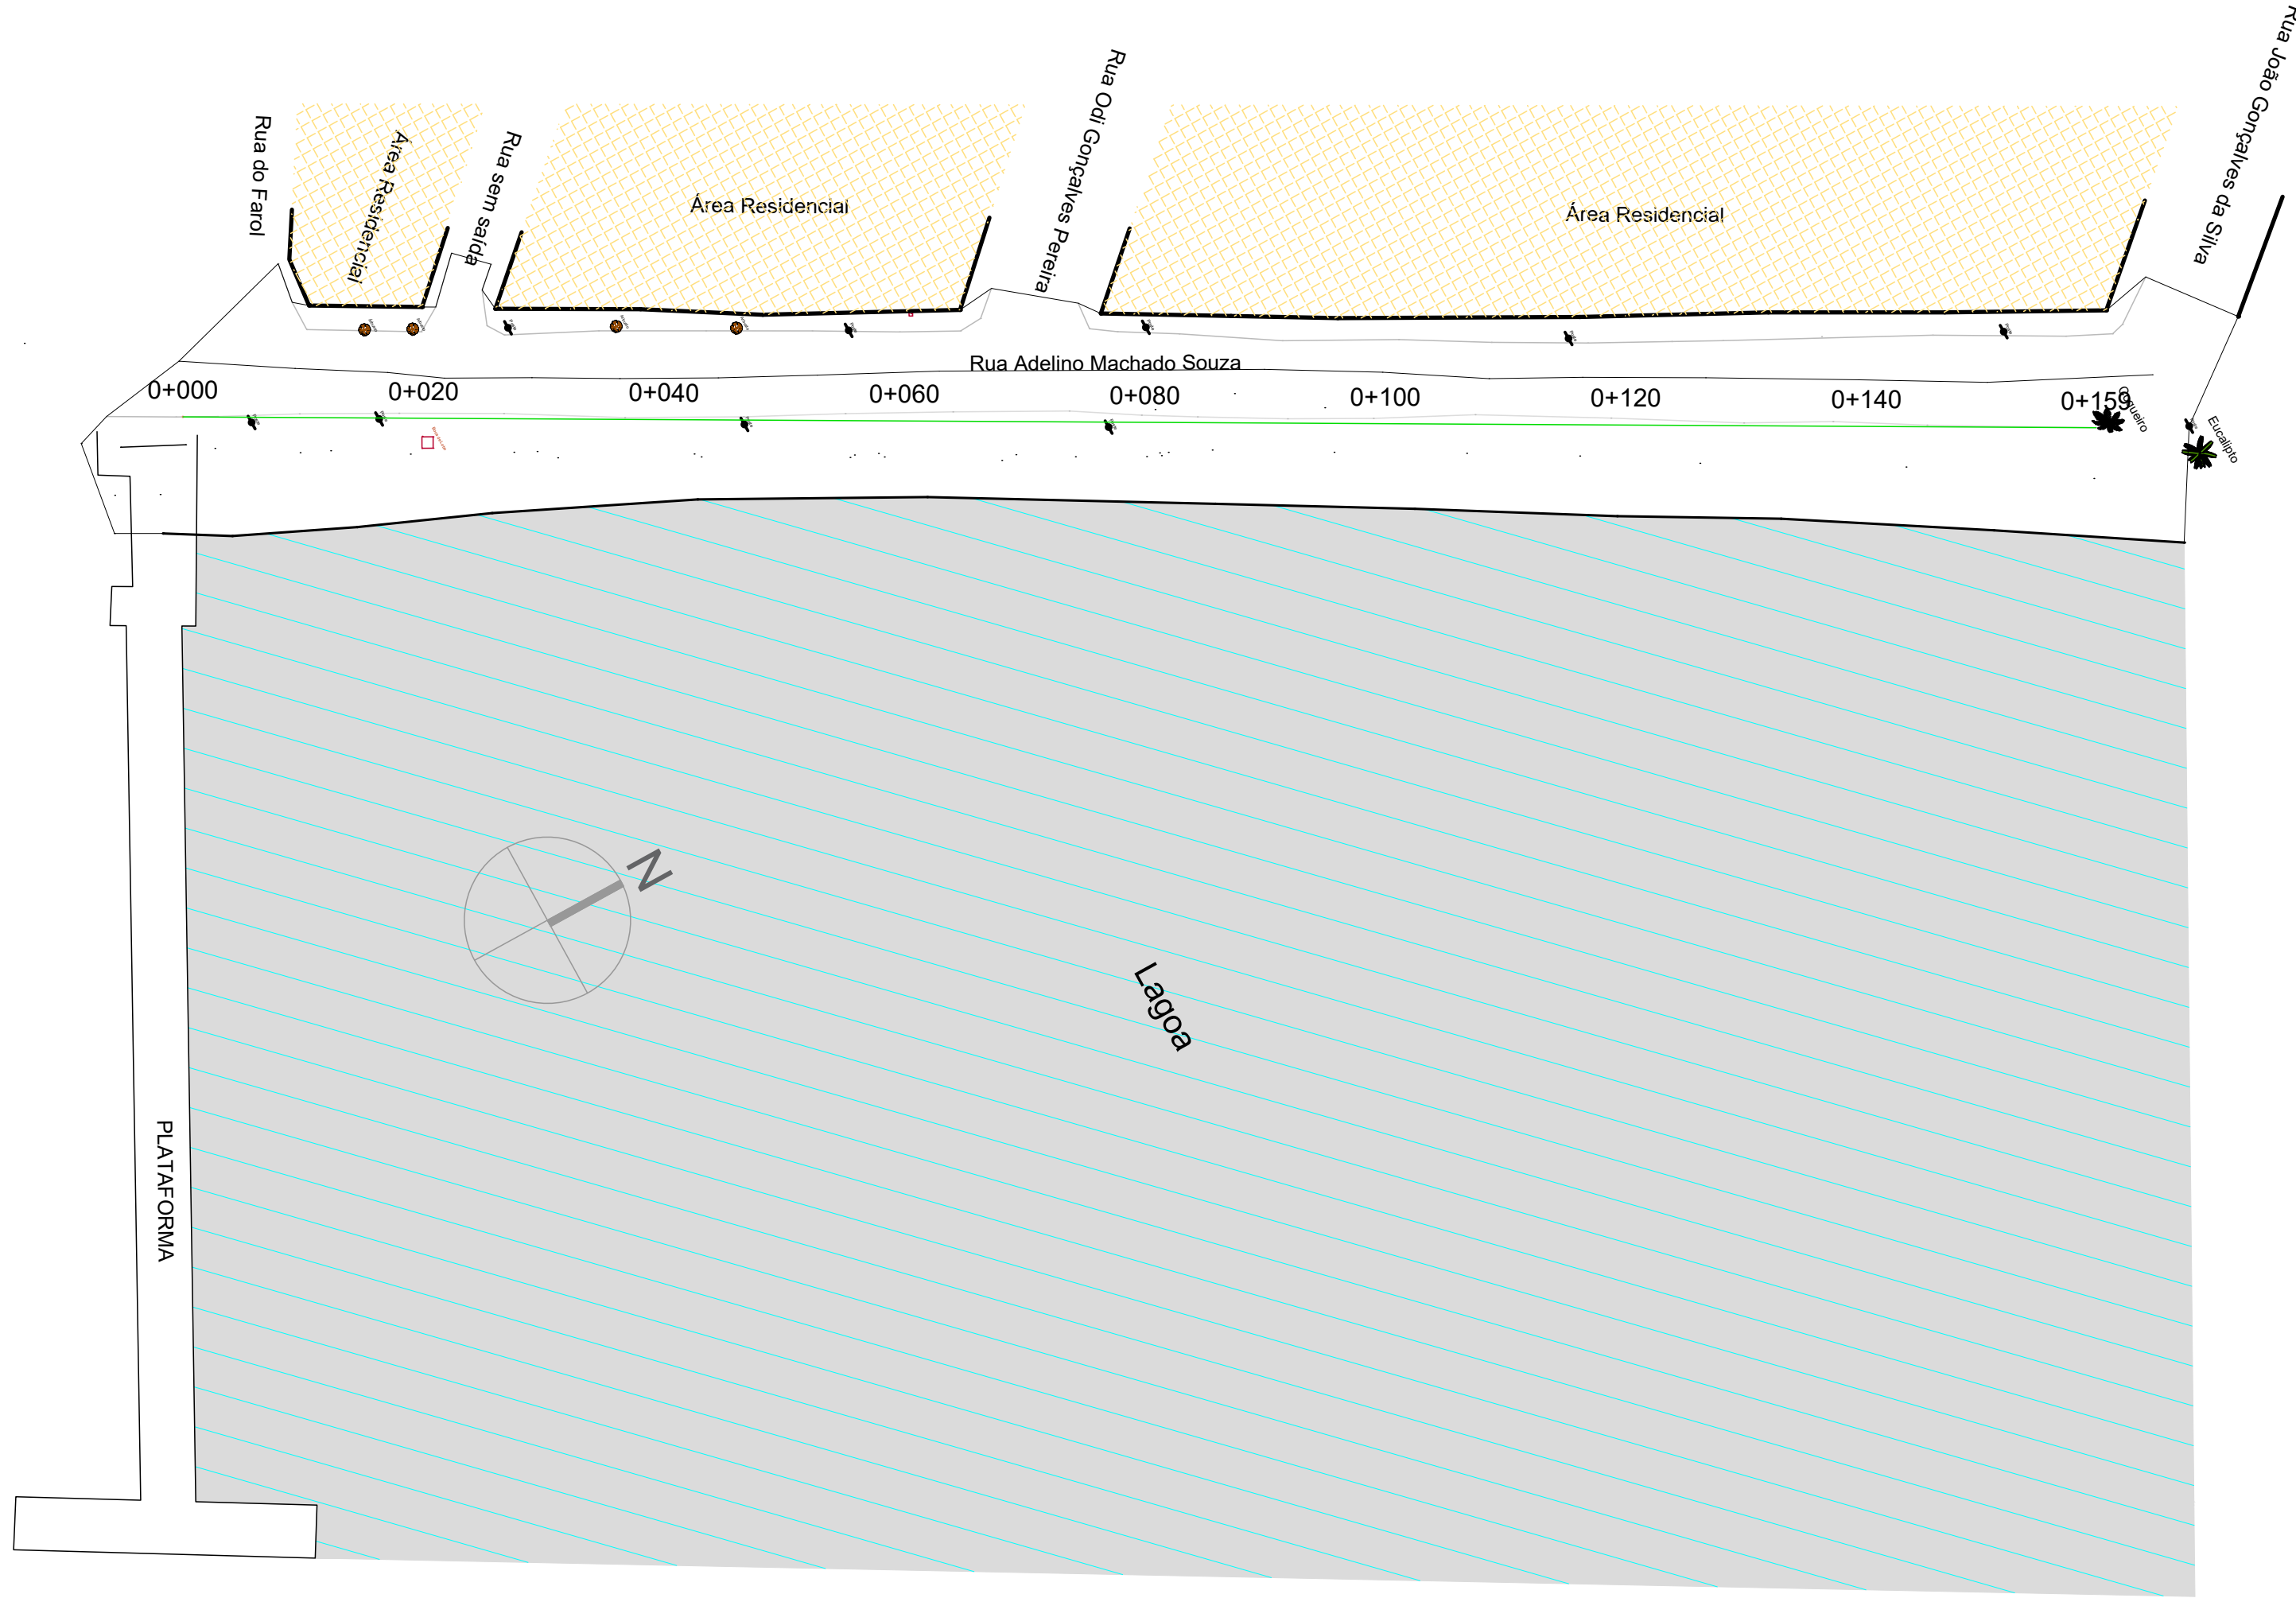 Rua João Gonçalves da Silva
Rua Odi Gonçalves Pereira
Rua do Farol
Área Residencial
Rua sem saída
Área Residencial
Área Residencial
Rua Adelino Machado Souza
0+000
0+020
0+040
0+060
0+080
0+100
0+120
0+140
0+159
Coqueiro
Eucalipto
N
Lagoa
PLATAFORMA